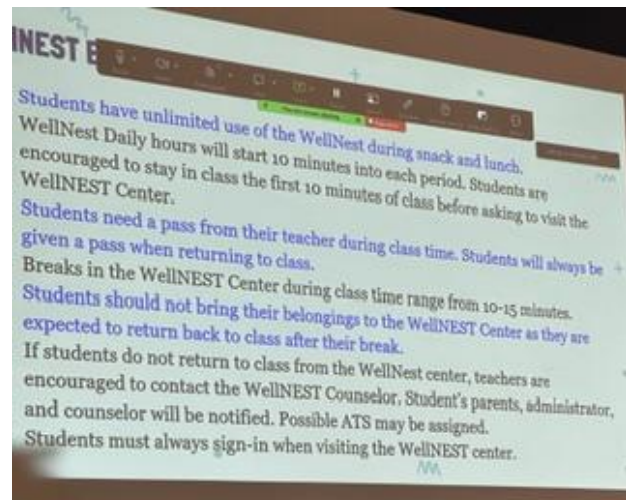 INEST
Students have unlimited use of the WellNest during snack and lunch.
WellNest Daily hours will start 10 minutes into each period. Students are
encouraged to stay in class the first 10 minutes of class before asking to visit the
WellNEST Center.
Students need a pass from their teacher during class time. Students will always be
given a pass when returning to class.
Breaks in the WellNEST Center during class time range from 10-15 minutes.
Students should not bring their belongings to the WellNEST Center as they are
expected to return back to class after their break.
If students do not return to class from the WellNest center, teachers are
encouraged to contact the WellNEST Counselor. Student's parents, administrator,
and counselor will be notified. Possible ATS may be assigned.
Students must always sign-in when visiting the WellNEST center.